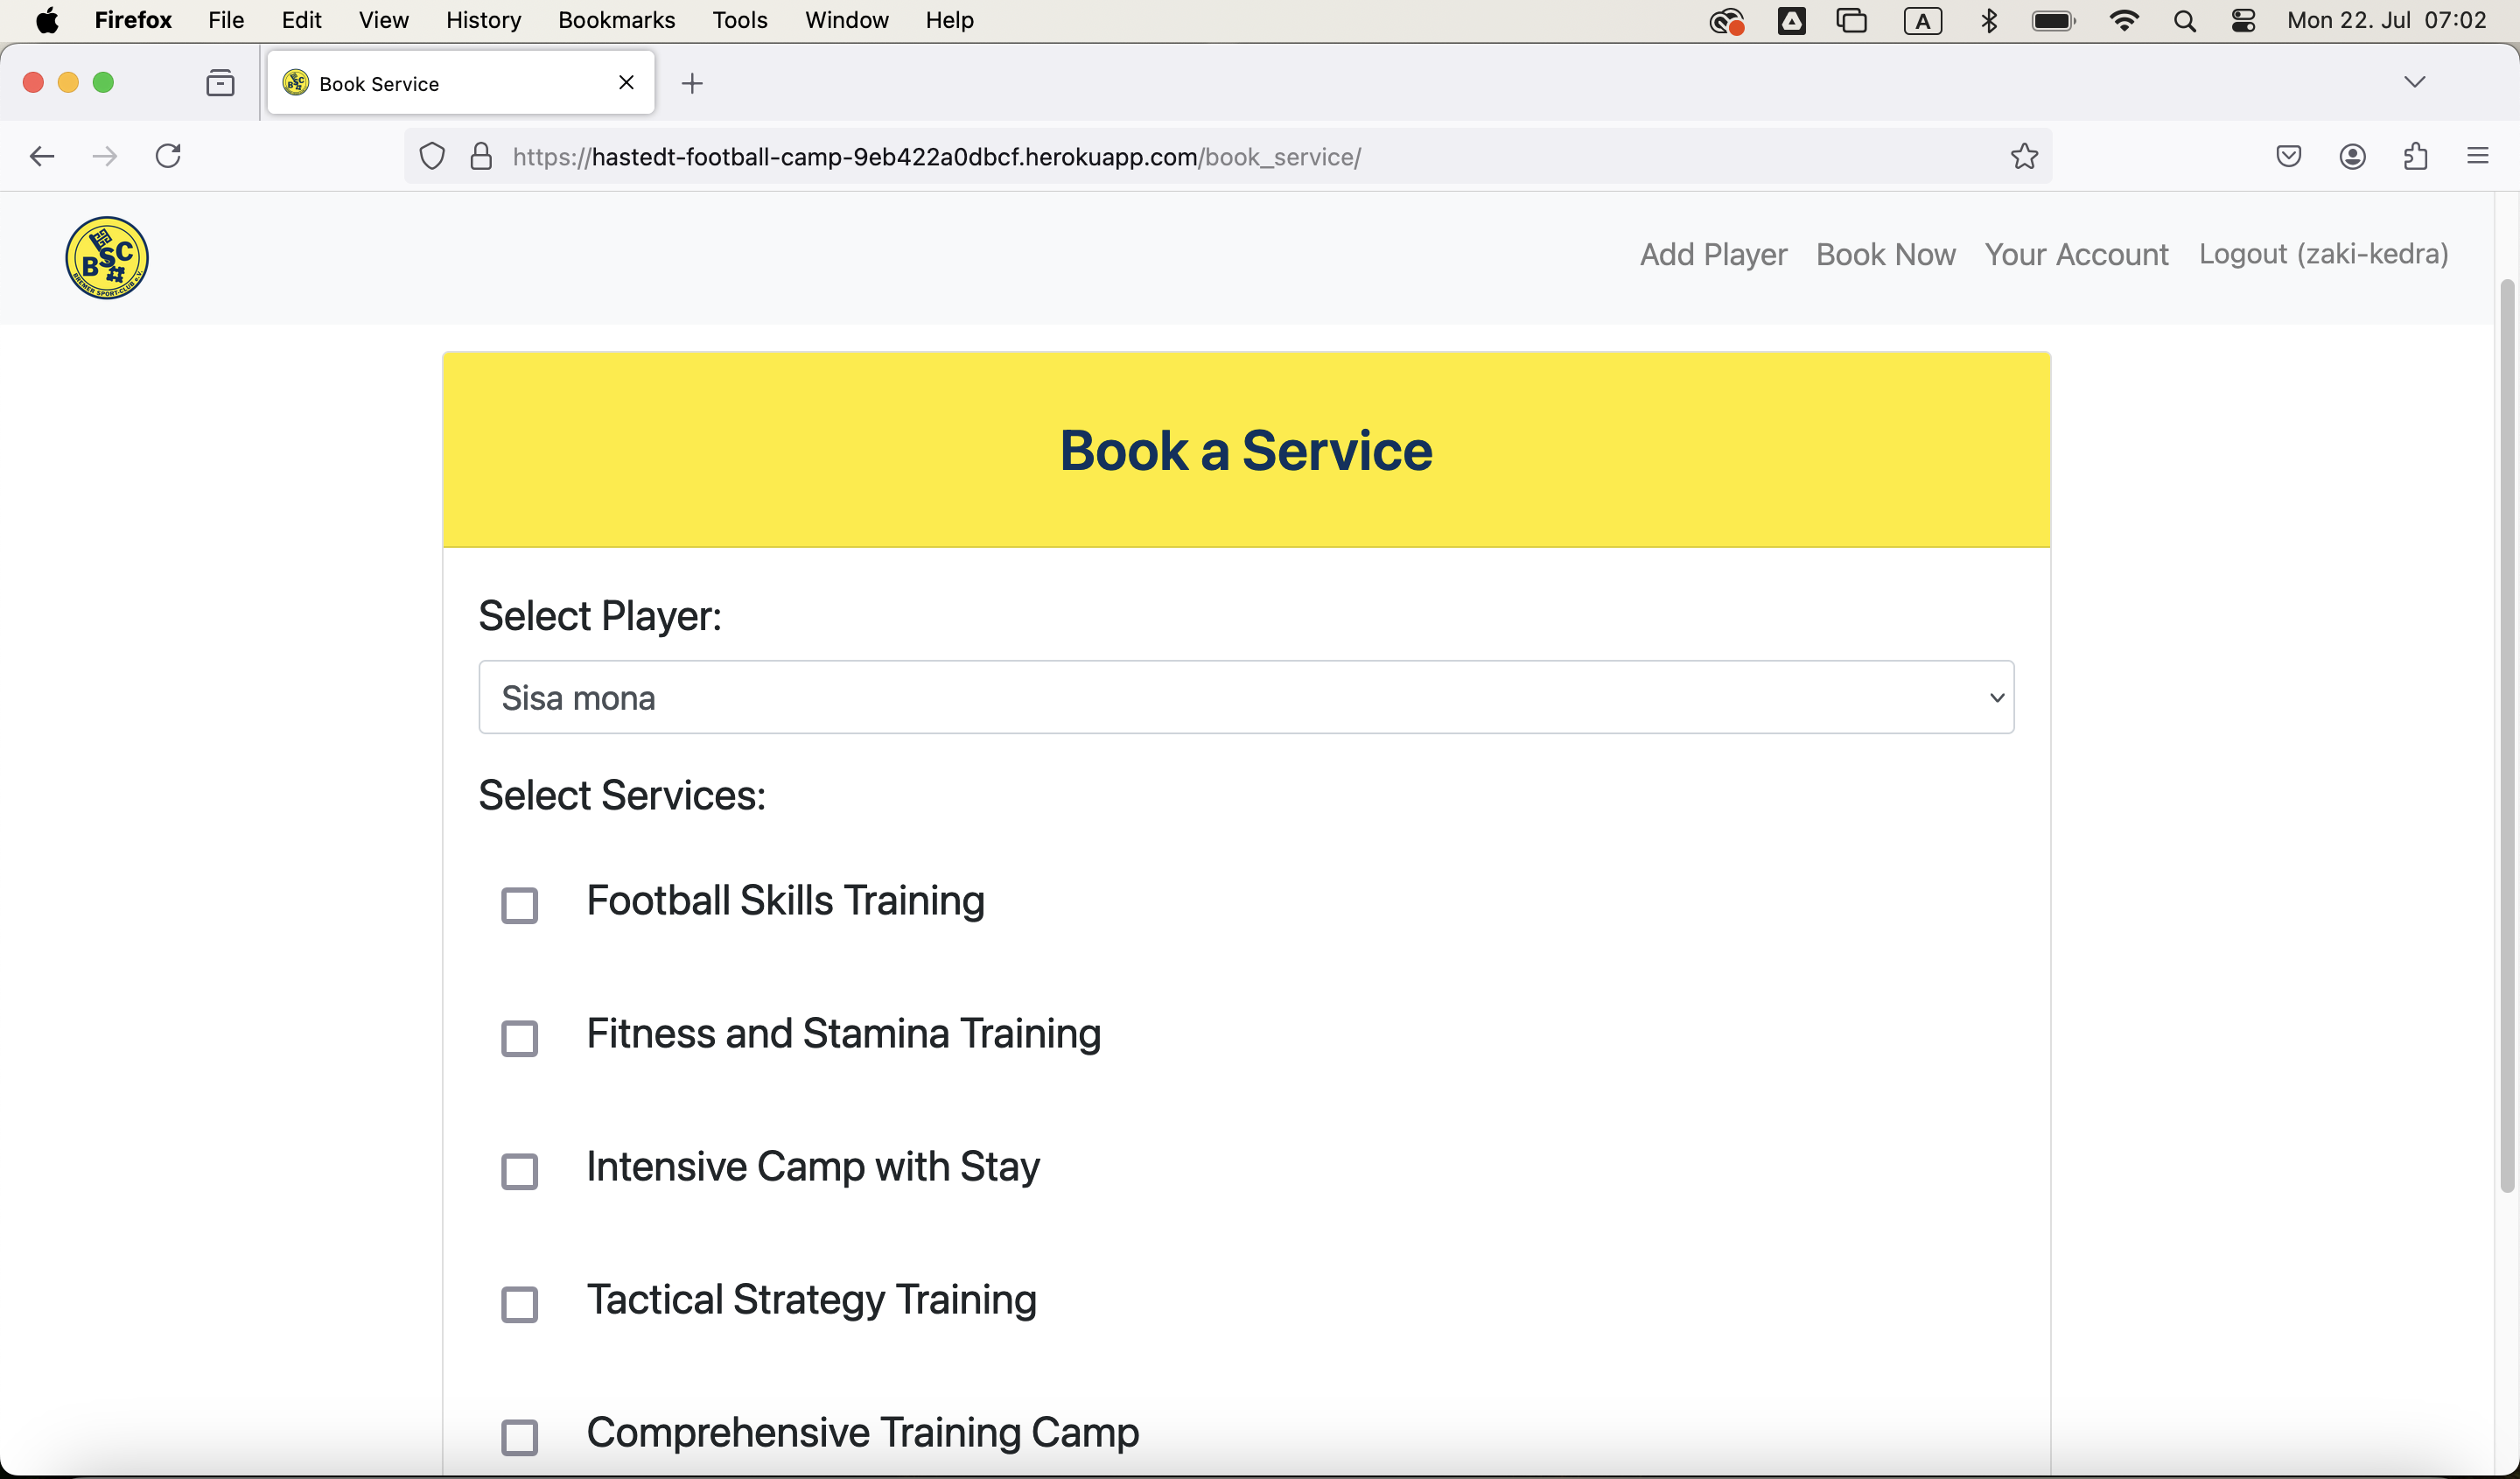 Firefox File Edit View History Bookmarks Tools Window Help A Mon 22. Jul 07:02
Book Service
https://hastedt-football-camp-9eb422a0dbcf.herokuapp.com/book_service/
BSC
BREMER SPORT-CLUB e.V.
Add Player Book Now Your Account Logout (zaki-kedra)
Book a Service
Select Player:
Sisa mona
Select Services:
Football Skills Training
Fitness and Stamina Training
Intensive Camp with Stay
Tactical Strategy Training
Comprehensive Training Camp